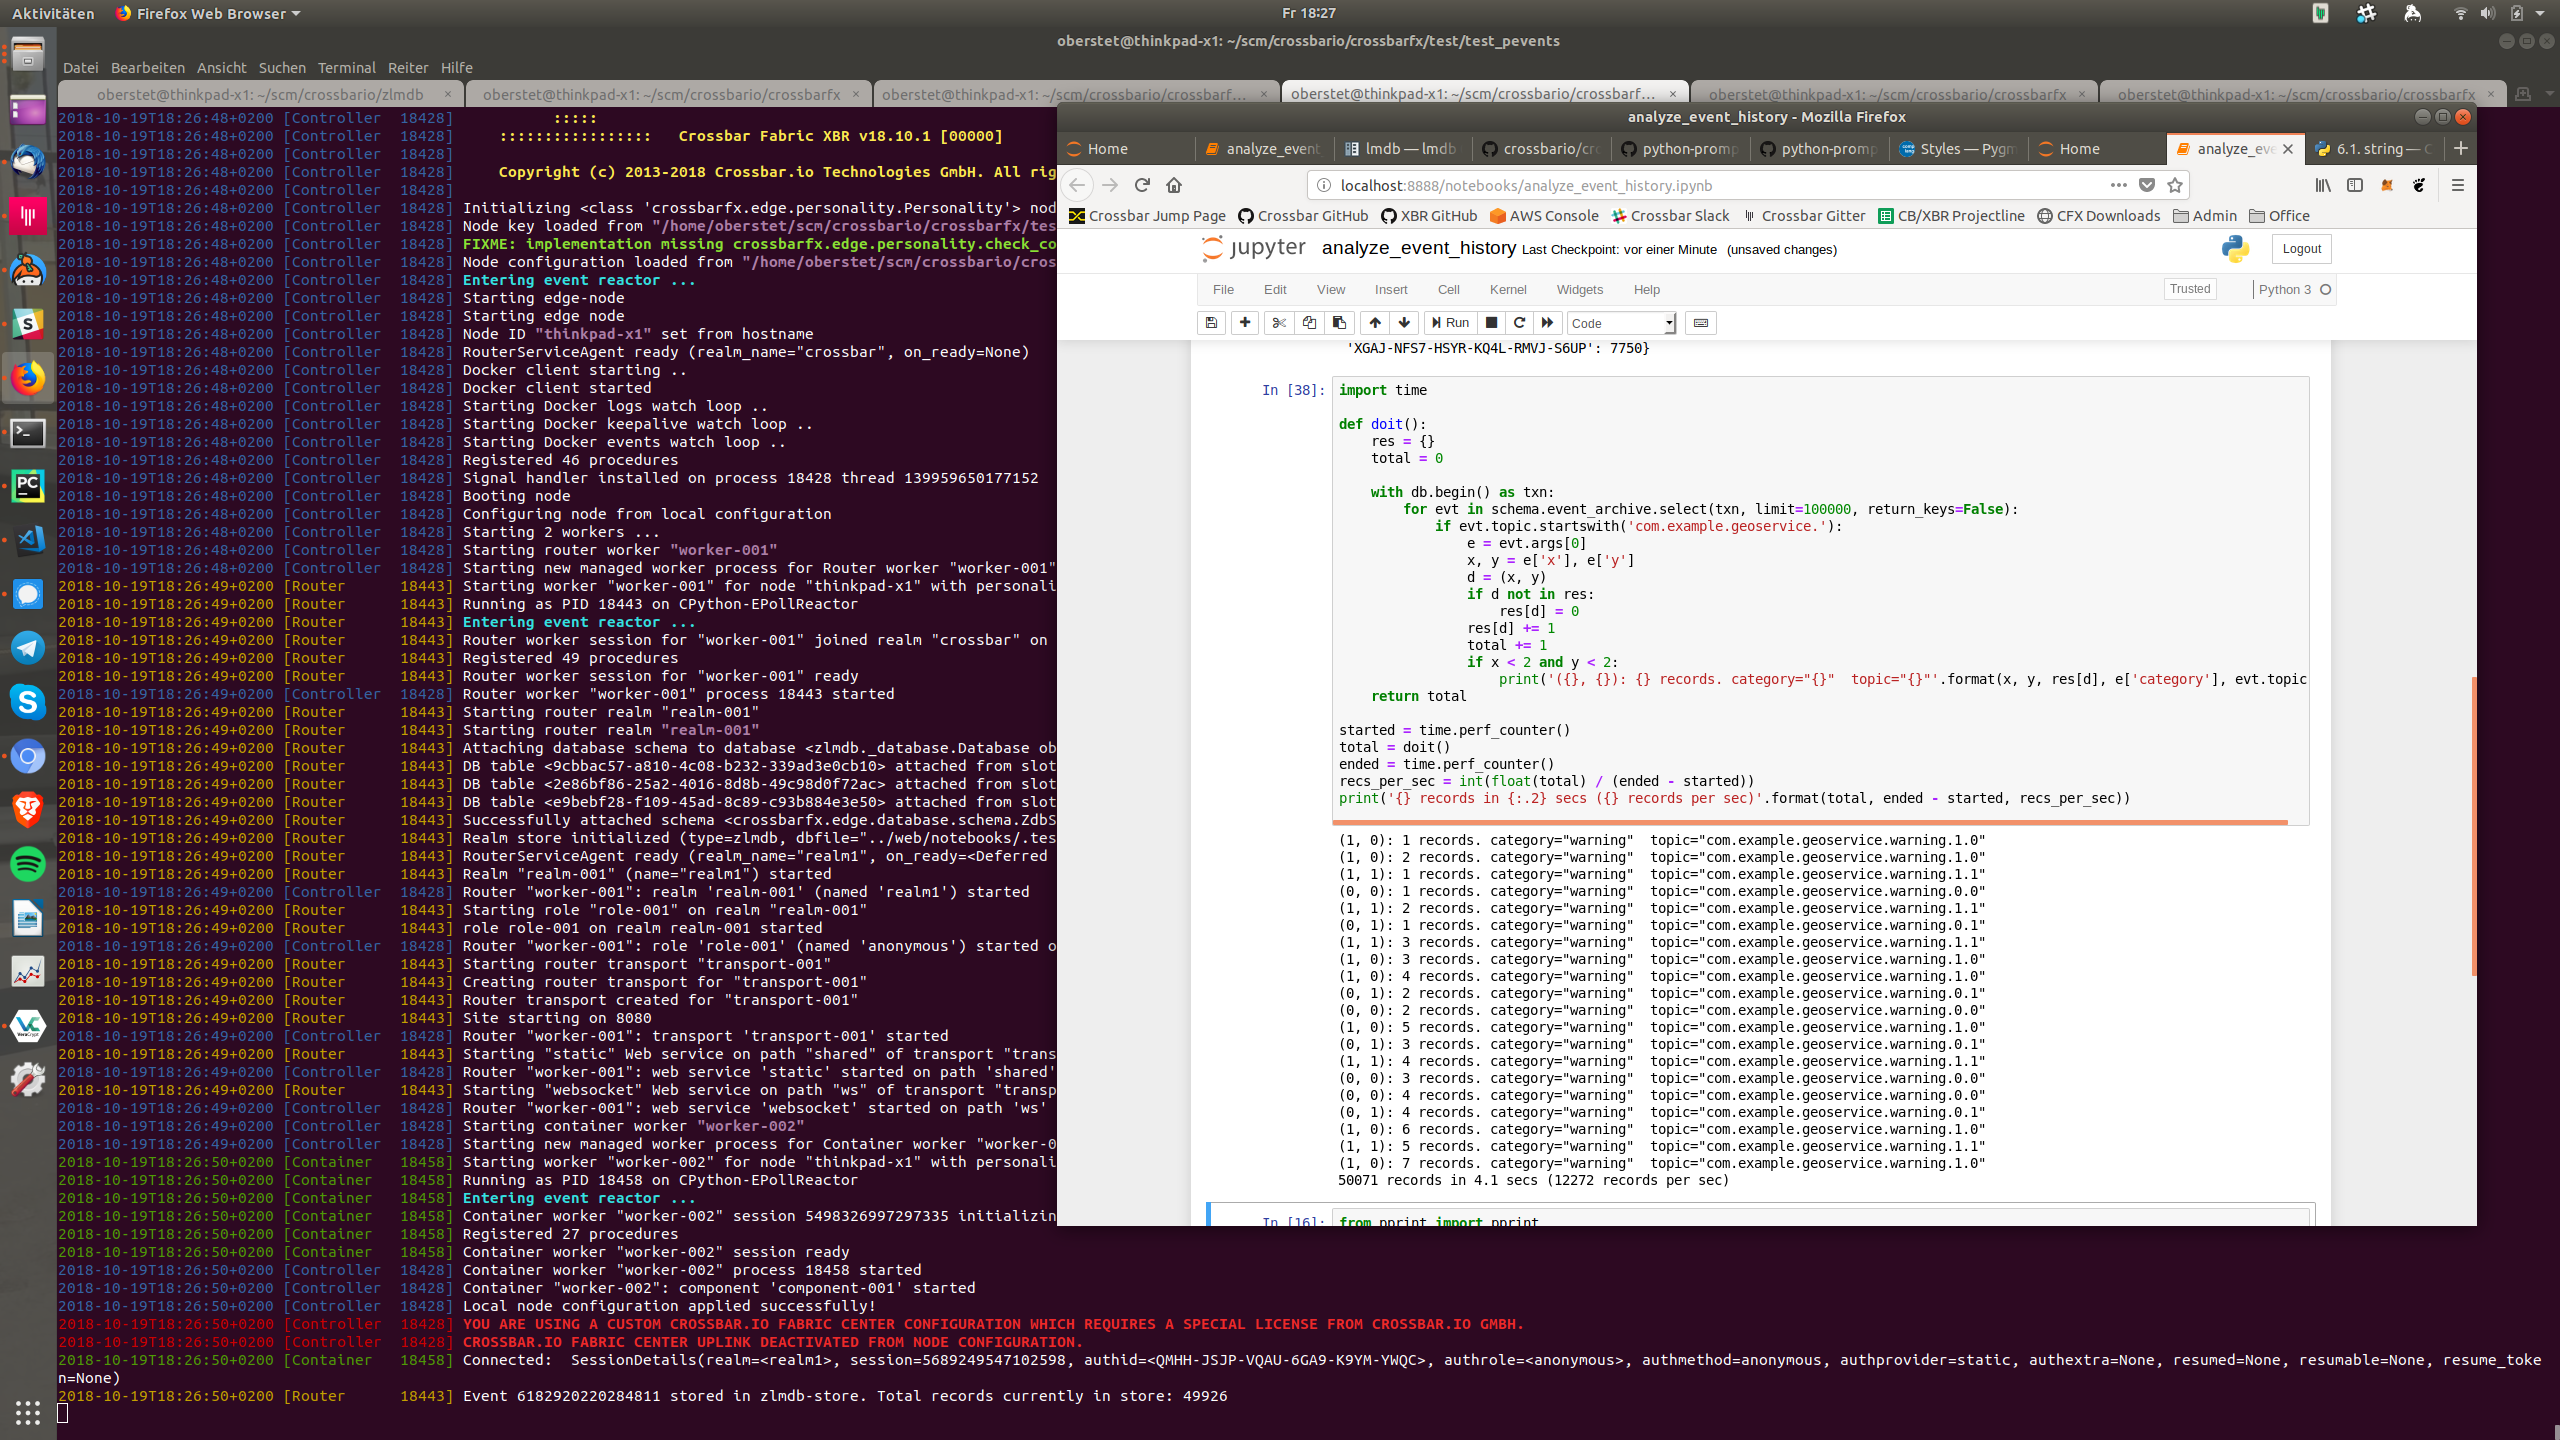 Aktivitäten
Firefox Web Browser
Fr 18:27
oberstet@thinkpad-x1: ~/scm/crossbario/crossbarfx/test/test_pevents
Datei Bearbeiten Ansicht Suchen Terminal Reiter Hilfe
oberstet@thinkpad-x1: ~/scm/crossbario/zlmdb ×
oberstet@thinkpad-x1: ~/scm/crossbario/crossbarfx ×
oberstet@thinkpad-x1: ~/scm/crossbario/crossbarf... ×
oberstet@thinkpad-x1: ~/scm/crossbario/crossbarf... ×
oberstet@thinkpad-x1: ~/scm/crossbario/crossbarfx ×
oberstet@thinkpad-x1: ~/scm/crossbario/crossbarfx ×
2018-10-19T18:26:48+0200 [Controller 18428] :::::
2018-10-19T18:26:48+0200 [Controller 18428] ::::::::::::::::: Crossbar Fabric XBR v18.10.1 [00000]
2018-10-19T18:26:48+0200 [Controller 18428]
2018-10-19T18:26:48+0200 [Controller 18428] Copyright (c) 2013-2018 Crossbar.io Technologies GmbH. All rig
2018-10-19T18:26:48+0200 [Controller 18428]
2018-10-19T18:26:48+0200 [Controller 18428] Initializing <class 'crossbarfx.edge.personality.Personality'> nod
2018-10-19T18:26:48+0200 [Controller 18428] Node key loaded from "/home/oberstet/scm/crossbario/crossbarfx/tes
2018-10-19T18:26:48+0200 [Controller 18428] FIXME: implementation missing crossbarfx.edge.personality.check_co
2018-10-19T18:26:48+0200 [Controller 18428] Node configuration loaded from "/home/oberstet/scm/crossbario/cros
2018-10-19T18:26:48+0200 [Controller 18428] Entering event reactor ...
2018-10-19T18:26:48+0200 [Controller 18428] Starting edge-node
2018-10-19T18:26:48+0200 [Controller 18428] Starting edge node
2018-10-19T18:26:48+0200 [Controller 18428] Node ID "thinkpad-x1" set from hostname
2018-10-19T18:26:48+0200 [Controller 18428] RouterServiceAgent ready (realm_name="crossbar", on_ready=None)
2018-10-19T18:26:48+0200 [Controller 18428] Docker client starting ..
2018-10-19T18:26:48+0200 [Controller 18428] Docker client started
2018-10-19T18:26:48+0200 [Controller 18428] Starting Docker logs watch loop ..
2018-10-19T18:26:48+0200 [Controller 18428] Starting Docker keepalive watch loop ..
2018-10-19T18:26:48+0200 [Controller 18428] Starting Docker events watch loop ..
2018-10-19T18:26:48+0200 [Controller 18428] Registered 46 procedures
2018-10-19T18:26:48+0200 [Controller 18428] Signal handler installed on process 18428 thread 139959650177152
2018-10-19T18:26:48+0200 [Controller 18428] Booting node
2018-10-19T18:26:48+0200 [Controller 18428] Configuring node from local configuration
2018-10-19T18:26:48+0200 [Controller 18428] Starting 2 workers ...
2018-10-19T18:26:48+0200 [Controller 18428] Starting router worker "worker-001"
2018-10-19T18:26:48+0200 [Controller 18428] Starting new managed worker process for Router worker "worker-001"
2018-10-19T18:26:49+0200 [Router 18443] Starting worker "worker-001" for node "thinkpad-x1" with personali
2018-10-19T18:26:49+0200 [Router 18443] Running as PID 18443 on CPython-EPollReactor
2018-10-19T18:26:49+0200 [Router 18443] Entering event reactor ...
2018-10-19T18:26:49+0200 [Router 18443] Router worker session for "worker-001" joined realm "crossbar" on
2018-10-19T18:26:49+0200 [Router 18443] Registered 49 procedures
2018-10-19T18:26:49+0200 [Router 18443] Router worker session for "worker-001" ready
2018-10-19T18:26:49+0200 [Controller 18428] Router worker "worker-001" process 18443 started
2018-10-19T18:26:49+0200 [Router 18443] Starting router realm "realm-001"
2018-10-19T18:26:49+0200 [Router 18443] Starting router realm "realm-001"
2018-10-19T18:26:49+0200 [Router 18443] Attaching database schema to database <zlmdb._database.Database ob
2018-10-19T18:26:49+0200 [Router 18443] DB table <9cbbac57-a810-4c08-b232-339ad3e0cb10> attached from slot
2018-10-19T18:26:49+0200 [Router 18443] DB table <2e86bf86-25a2-4016-8d8b-49c98d0f72ac> attached from slot
2018-10-19T18:26:49+0200 [Router 18443] DB table <e9bebf28-f109-45ad-8c89-c93b884e3e50> attached from slot
2018-10-19T18:26:49+0200 [Router 18443] Successfully attached schema <crossbarfx.edge.database.schema.ZdbS
2018-10-19T18:26:49+0200 [Router 18443] Realm store initialized (type=zlmdb, dbfile="../web/notebooks/.tes
2018-10-19T18:26:49+0200 [Router 18443] RouterServiceAgent ready (realm_name="realm1", on_ready=<Deferred
2018-10-19T18:26:49+0200 [Router 18443] Realm "realm-001" (name="realm1") started
2018-10-19T18:26:49+0200 [Controller 18428] Router "worker-001": realm 'realm-001' (named 'realm1') started
2018-10-19T18:26:49+0200 [Router 18443] Starting role "role-001" on realm "realm-001"
2018-10-19T18:26:49+0200 [Router 18443] role role-001 on realm realm-001 started
2018-10-19T18:26:49+0200 [Controller 18428] Router "worker-001": role 'role-001' (named 'anonymous') started o
2018-10-19T18:26:49+0200 [Router 18443] Starting router transport "transport-001"
2018-10-19T18:26:49+0200 [Router 18443] Creating router transport for "transport-001"
2018-10-19T18:26:49+0200 [Router 18443] Router transport created for "transport-001"
2018-10-19T18:26:49+0200 [Router 18443] Site starting on 8080
2018-10-19T18:26:49+0200 [Controller 18428] Router "worker-001": transport 'transport-001' started
2018-10-19T18:26:49+0200 [Router 18443] Starting "static" Web service on path "shared" of transport "trans
2018-10-19T18:26:49+0200 [Controller 18428] Router "worker-001": web service 'static' started on path 'shared'
2018-10-19T18:26:49+0200 [Router 18443] Starting "websocket" Web service on path "ws" of transport "transp
2018-10-19T18:26:49+0200 [Controller 18428] Router "worker-001": web service 'websocket' started on path 'ws'
2018-10-19T18:26:49+0200 [Controller 18428] Starting container worker "worker-002"
2018-10-19T18:26:49+0200 [Controller 18428] Starting new managed worker process for Container worker "worker-0
2018-10-19T18:26:50+0200 [Container 18458] Starting worker "worker-002" for node "thinkpad-x1" with personali
2018-10-19T18:26:50+0200 [Container 18458] Running as PID 18458 on CPython-EPollReactor
2018-10-19T18:26:50+0200 [Container 18458] Entering event reactor ...
2018-10-19T18:26:50+0200 [Container 18458] Container worker "worker-002" session 5498326997297335 initializin
2018-10-19T18:26:50+0200 [Container 18458] Registered 27 procedures
2018-10-19T18:26:50+0200 [Container 18458] Container worker "worker-002" session ready
2018-10-19T18:26:50+0200 [Controller 18428] Container worker "worker-002" process 18458 started
2018-10-19T18:26:50+0200 [Controller 18428] Container "worker-002": component 'component-001' started
2018-10-19T18:26:50+0200 [Controller 18428] Local node configuration applied successfully!
2018-10-19T18:26:50+0200 [Controller 18428] YOU ARE USING A CUSTOM CROSSBAR.IO FABRIC CENTER CONFIGURATION WHICH REQUIRES A SPECIAL LICENSE FROM CROSSBAR.IO GMBH.
2018-10-19T18:26:50+0200 [Controller 18428] CROSSBAR.IO FABRIC CENTER UPLINK DEACTIVATED FROM NODE CONFIGURATION.
2018-10-19T18:26:50+0200 [Container 18458] Connected: SessionDetails(realm=<realm1>, session=5689249547102598, authid=<QMHH-JSJP-VQAU-6GA9-K9YM-YWQC>, authrole=<anonymous>, authmethod=anonymous, authprovider=static, authextra=None, resumed=None, resumable=None, resume_toke
n=None)
2018-10-19T18:26:50+0200 [Router 18443] Event 6182920220284811 stored in zlmdb-store. Total records currently in store: 49926
analyze_event_history - Mozilla Firefox
Home
analyze_event
lmdb — lmdb
crossbario/cr
python-promp
python-promp
Styles — Pygm
Home
analyze_eve
6.1. string — C
localhost:8888/notebooks/analyze_event_history.ipynb
Crossbar Jump Page
Crossbar GitHub
XBR GitHub
AWS Console
Crossbar Slack
Crossbar Gitter
CB/XBR Projectline
CFX Downloads
Admin
Office
jupyter analyze_event_history Last Checkpoint: vor einer Minute (unsaved changes)
Logout
File Edit View Insert Cell Kernel Widgets Help
Trusted
Python 3
Run
Code
'XGAJ-NFS7-HSYR-KQ4L-RMVJ-S6UP': 7750}
In [38]: import time
def doit():
res = {}
total = 0
with db.begin() as txn:
for evt in schema.event_archive.select(txn, limit=100000, return_keys=False):
if evt.topic.startswith('com.example.geoservice.'):
e = evt.args[0]
x, y = e['x'], e['y']
d = (x, y)
if d not in res:
res[d] = 0
res[d] += 1
total += 1
if x < 2 and y < 2:
print('({}, {}): {} records. category="{}"  topic="{}"'.format(x, y, res[d], e['category'], evt.topic
return total
started = time.perf_counter()
total = doit()
ended = time.perf_counter()
recs_per_sec = int(float(total) / (ended - started))
print('{} records in {:.2} secs ({} records per sec)'.format(total, ended - started, recs_per_sec))
(1, 0): 1 records. category="warning"  topic="com.example.geoservice.warning.1.0"
(1, 0): 2 records. category="warning"  topic="com.example.geoservice.warning.1.0"
(1, 1): 1 records. category="warning"  topic="com.example.geoservice.warning.1.1"
(0, 0): 1 records. category="warning"  topic="com.example.geoservice.warning.0.0"
(1, 1): 2 records. category="warning"  topic="com.example.geoservice.warning.1.1"
(0, 1): 1 records. category="warning"  topic="com.example.geoservice.warning.0.1"
(1, 1): 3 records. category="warning"  topic="com.example.geoservice.warning.1.1"
(1, 0): 3 records. category="warning"  topic="com.example.geoservice.warning.1.0"
(1, 0): 4 records. category="warning"  topic="com.example.geoservice.warning.1.0"
(0, 1): 2 records. category="warning"  topic="com.example.geoservice.warning.0.1"
(0, 0): 2 records. category="warning"  topic="com.example.geoservice.warning.0.0"
(1, 0): 5 records. category="warning"  topic="com.example.geoservice.warning.1.0"
(0, 1): 3 records. category="warning"  topic="com.example.geoservice.warning.0.1"
(1, 1): 4 records. category="warning"  topic="com.example.geoservice.warning.1.1"
(0, 0): 3 records. category="warning"  topic="com.example.geoservice.warning.0.0"
(0, 0): 4 records. category="warning"  topic="com.example.geoservice.warning.0.0"
(0, 1): 4 records. category="warning"  topic="com.example.geoservice.warning.0.1"
(1, 0): 6 records. category="warning"  topic="com.example.geoservice.warning.1.0"
(1, 1): 5 records. category="warning"  topic="com.example.geoservice.warning.1.1"
(1, 0): 7 records. category="warning"  topic="com.example.geoservice.warning.1.0"
50071 records in 4.1 secs (12272 records per sec)
In [16]: from pprint import pprint